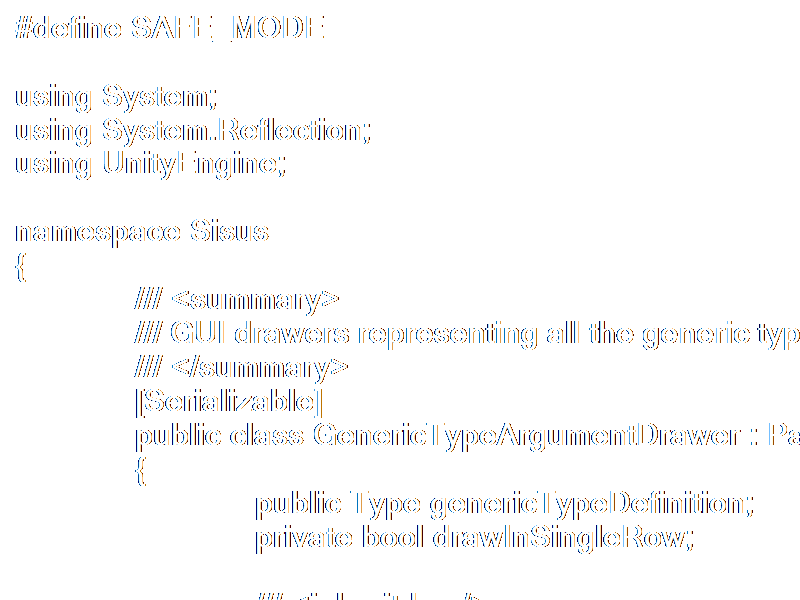 #define SAFE_MODE
using System;
using System.Reflection;
using UnityEngine;
namespace Sisus
{
/// <summary>
/// GUI drawers representing all the generic typ
/// </summary>
[Serializable]
public class GenericTypeArgumentDrawer : Pa
{
public Type genericTypeDefinition;
private bool drawInSingleRow;